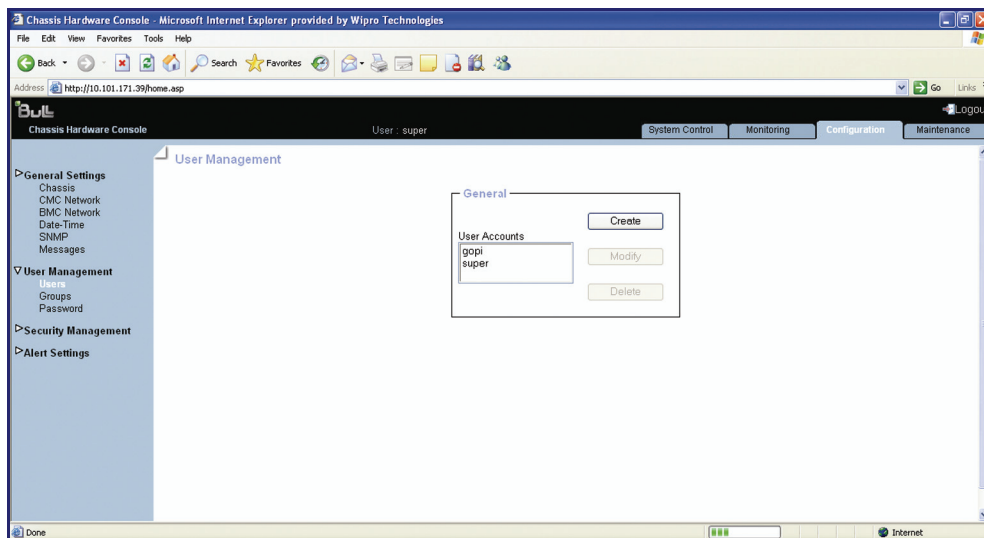 Chassis Hardware Console - Microsoft Internet Explorer provided by Wipro Technologies
File Edit View Favorites Tools Help
Back Search Favorites
Address http://10.101.171.39/home.asp Go Links
Bull Logou
Chassis Hardware Console User : super System Control Monitoring Configuration Maintenance
User Management
General Settings
Chassis
CMC Network
BMC Network
Date-Time
SNMP
Messages
User Management
Users
Groups
Password
Security Management
Alert Settings
General
Create
User Accounts
gopi
super
Modify
Delete
Done Internet